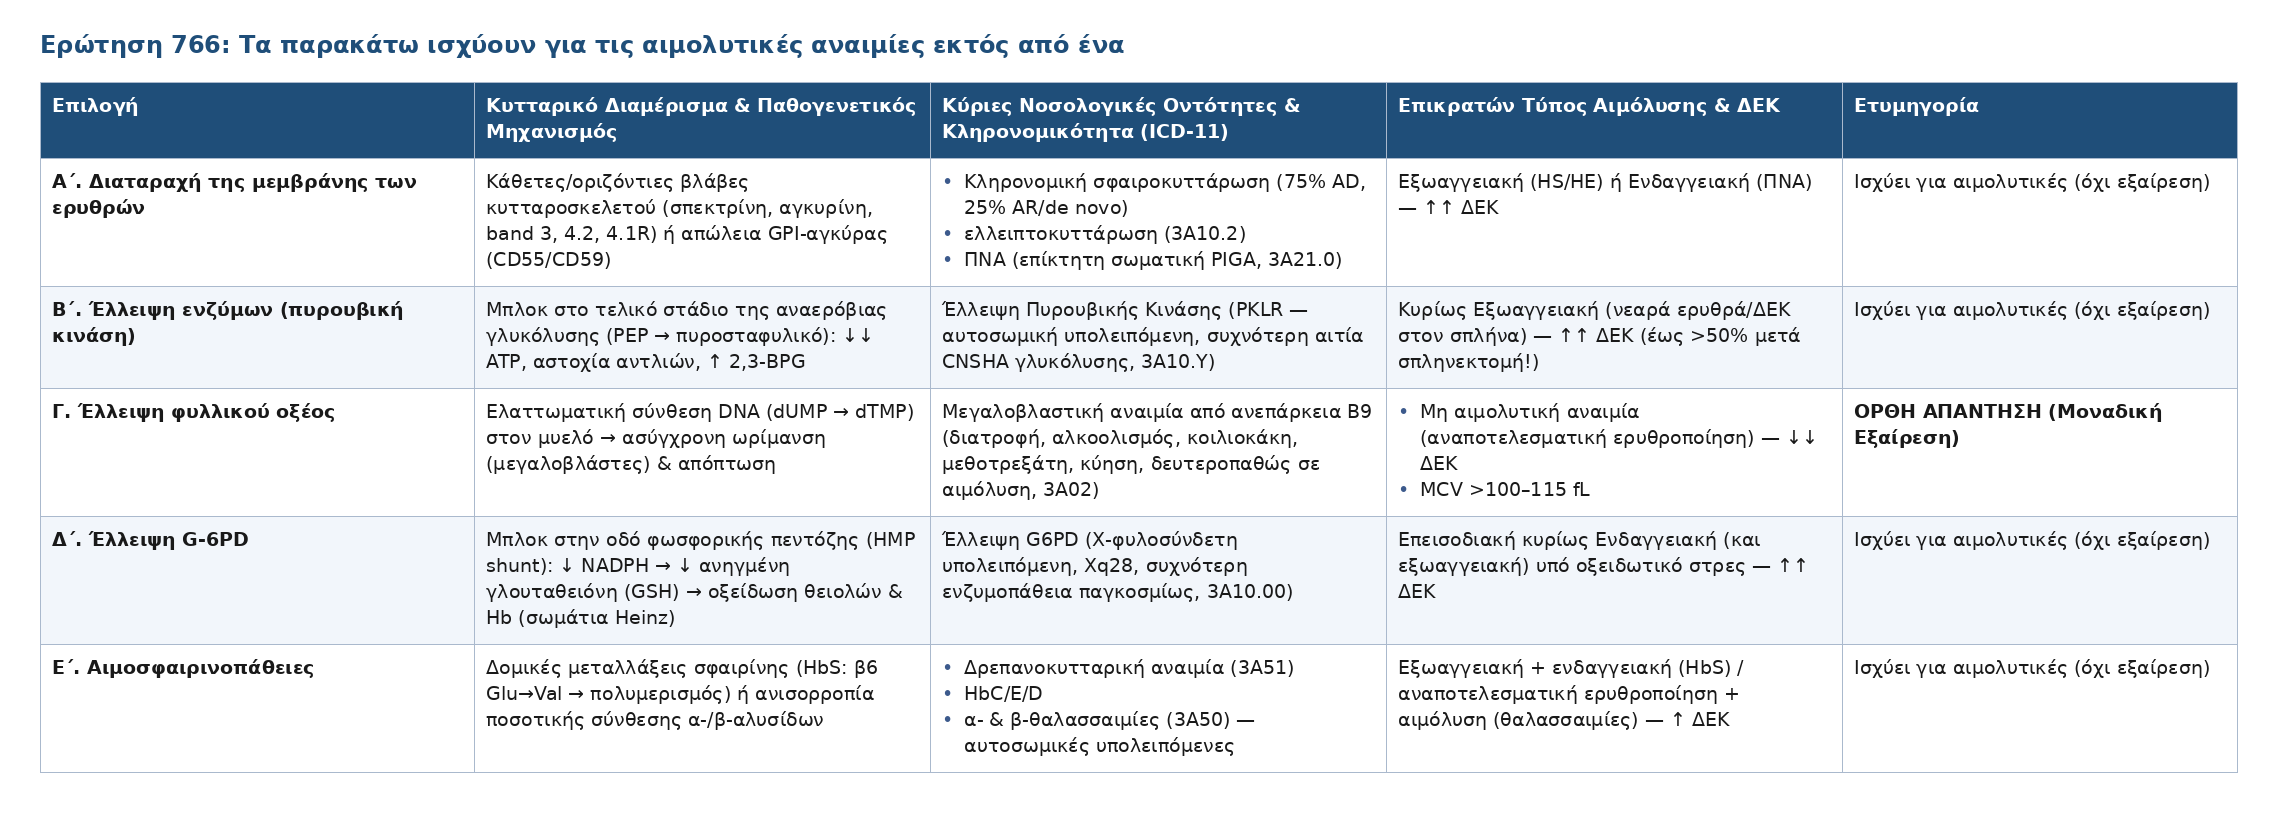 Ερώτηση 766: Τα παρακάτω ισχύουν για τις αιμολυτικές αναιμίες εκτός από ένα
Επιλογή
Κυτταρικό Διαμέρισμα & Παθογενετικός
Μηχανισμός
Κύριες Νοσολογικές Οντότητες &
Κληρονομικότητα (ICD-11)
Επικρατών Τύπος Αιμόλυσης & ΔΕΚ
Ετυμηγορία
Α΄. Διαταραχή της μεμβράνης των
ερυθρών
Κάθετες/οριζόντιες βλάβες
κυτταροσκελετού (σπεκτρίνη, αγκυρίνη,
band 3, 4.2, 4.1R) ή απώλεια GPI-αγκύρας
(CD55/CD59)
• Κληρονομική σφαιροκυττάρωση (75% AD,
25% AR/de novo)
• ελλειπτοκυττάρωση (3A10.2)
• ΠΝΑ (επίκτητη σωματική PIGA, 3A21.0)
Εξωαγγειακή (HS/HE) ή Ενδαγγειακή (ΠΝΑ)
— ↑↑ ΔΕΚ
Ισχύει για αιμολυτικές (όχι εξαίρεση)
Β΄. Έλλειψη ενζύμων (πυρουβική
κινάση)
Μπλοκ στο τελικό στάδιο της αναερόβιας
γλυκόλυσης (PEP → πυροσταφυλικό): ↓↓
ATP, αστοχία αντλιών, ↑ 2,3-BPG
Έλλειψη Πυρουβικής Κινάσης (PKLR —
αυτοσωμική υπολειπόμενη, συχνότερη αιτία
CNSHA γλυκόλυσης, 3A10.Y)
Κυρίως Εξωαγγειακή (νεαρά ερυθρά/ΔΕΚ
στον σπλήνα) — ↑↑ ΔΕΚ (έως >50% μετά
σπληνεκτομή!)
Ισχύει για αιμολυτικές (όχι εξαίρεση)
Γ. Έλλειψη φυλλικού οξέος
Ελαττωματική σύνθεση DNA (dUMP → dTMP)
στον μυελό → ασύγχρονη ωρίμανση
(μεγαλοβλάστες) & απόπτωση
Μεγαλοβλαστική αναιμία από ανεπάρκεια Β9
(διατροφή, αλκοολισμός, κοιλιοκάκη,
μεθοτρεξάτη, κύηση, δευτεροπαθώς σε
αιμόλυση, 3A02)
• Μη αιμολυτική αναιμία
(αναποτελεσματική ερυθροποίηση) — ↓↓
ΔΕΚ
• MCV >100–115 fL
ΟΡΘΗ ΑΠΑΝΤΗΣΗ (Μοναδική
Εξαίρεση)
Δ΄. Έλλειψη G-6PD
Μπλοκ στην οδό φωσφορικής πεντόζης (HMP
shunt): ↓ NADPH → ↓ ανηγμένη
γλουταθειόνη (GSH) → οξείδωση θειολών &
Hb (σωμάτια Heinz)
Έλλειψη G6PD (Χ-φυλοσύνδετη
υπολειπόμενη, Xq28, συχνότερη
ενζυμοπάθεια παγκοσμίως, 3A10.00)
Επεισοδιακή κυρίως Ενδαγγειακή (και
εξωαγγειακή) υπό οξειδωτικό στρες — ↑↑
ΔΕΚ
Ισχύει για αιμολυτικές (όχι εξαίρεση)
Ε΄. Αιμοσφαιρινοπάθειες
Δομικές μεταλλάξεις σφαιρίνης (HbS: β6
Glu→Val → πολυμερισμός) ή ανισορροπία
ποσοτικής σύνθεσης α-/β-αλυσίδων
• Δρεπανοκυτταρική αναιμία (3A51)
• HbC/E/D
• α- & β-θαλασσαιμίες (3A50) —
αυτοσωμικές υπολειπόμενες
Εξωαγγειακή + ενδαγγειακή (HbS) /
αναποτελεσματική ερυθροποίηση +
αιμόλυση (θαλασσαιμίες) — ↑ ΔΕΚ
Ισχύει για αιμολυτικές (όχι εξαίρεση)